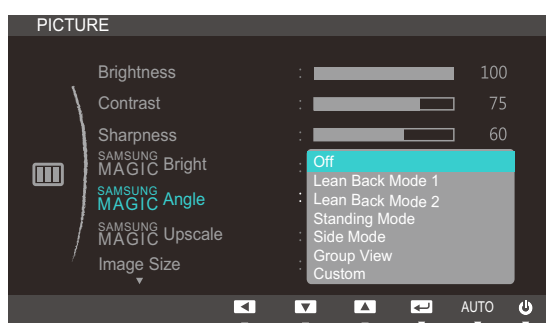 PICTURE
Brightness : 100
Contrast : 75
Sharpness : 60
SAMSUNG MAGIC Bright :
Off
Lean Back Mode 1
SAMSUNG MAGIC Angle :
Lean Back Mode 2
Standing Mode
SAMSUNG MAGIC Upscale :
Side Mode
Group View
Image Size :
Custom
AUTO